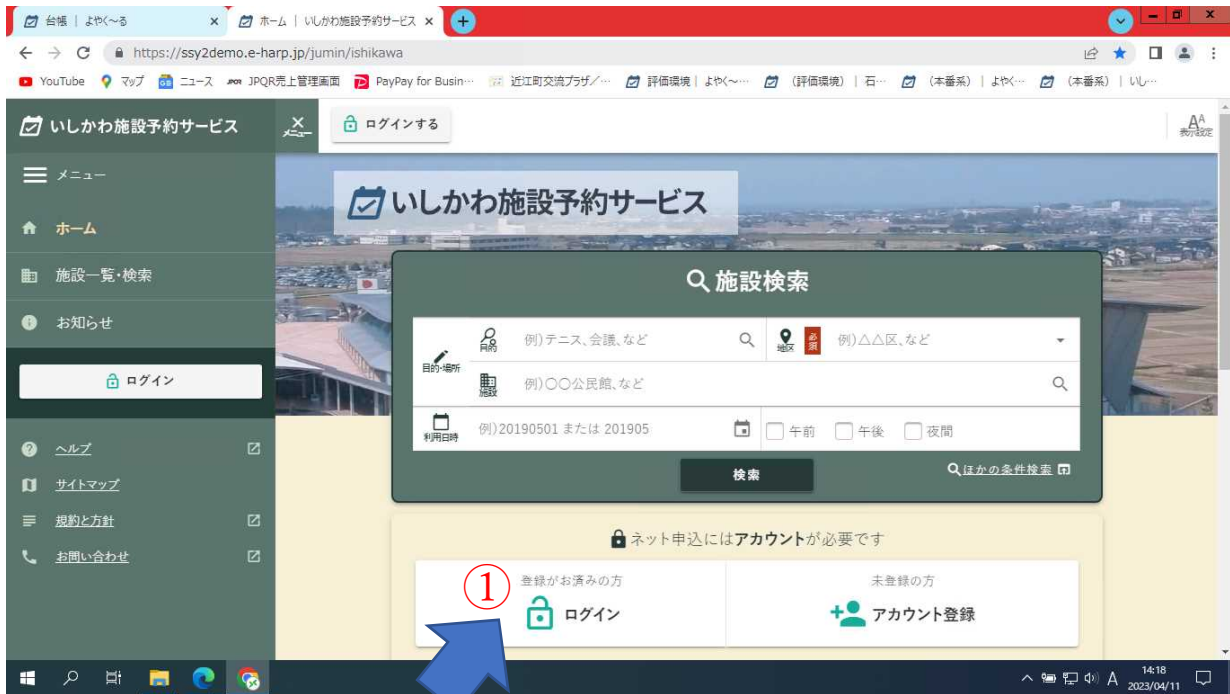 台帳 | よやく~る
ホーム | いしかわ施設予約サービス
https://ssy2demo.e-harp.jp/jumin/ishikawa
YouTube マップ ニュース JPQR売上管理画面 PayPay for Busin… 近江町交流プラザ/… 評価環境 | よやく~… (評価環境) | 石… (本番系) | よやく… (本番系) | いし…
いしかわ施設予約サービス
メニュー
ログインする
AA
表示設定
メニュー
ホーム
施設一覧・検索
お知らせ
ログイン
ヘルプ
サイトマップ
規約と方針
お問い合わせ
いしかわ施設予約サービス
施設検索
目的・場所
目的
例)テニス、会議、など
地区
必須
例)△△区、など
施設
例)〇〇公民館、など
利用日時
例)20190501 または 201905
午前 午後 夜間
検索
ほかの条件検索
ネット申込にはアカウントが必要です
①
登録がお済みの方
ログイン
未登録の方
アカウント登録
A
14:18
2023/04/11